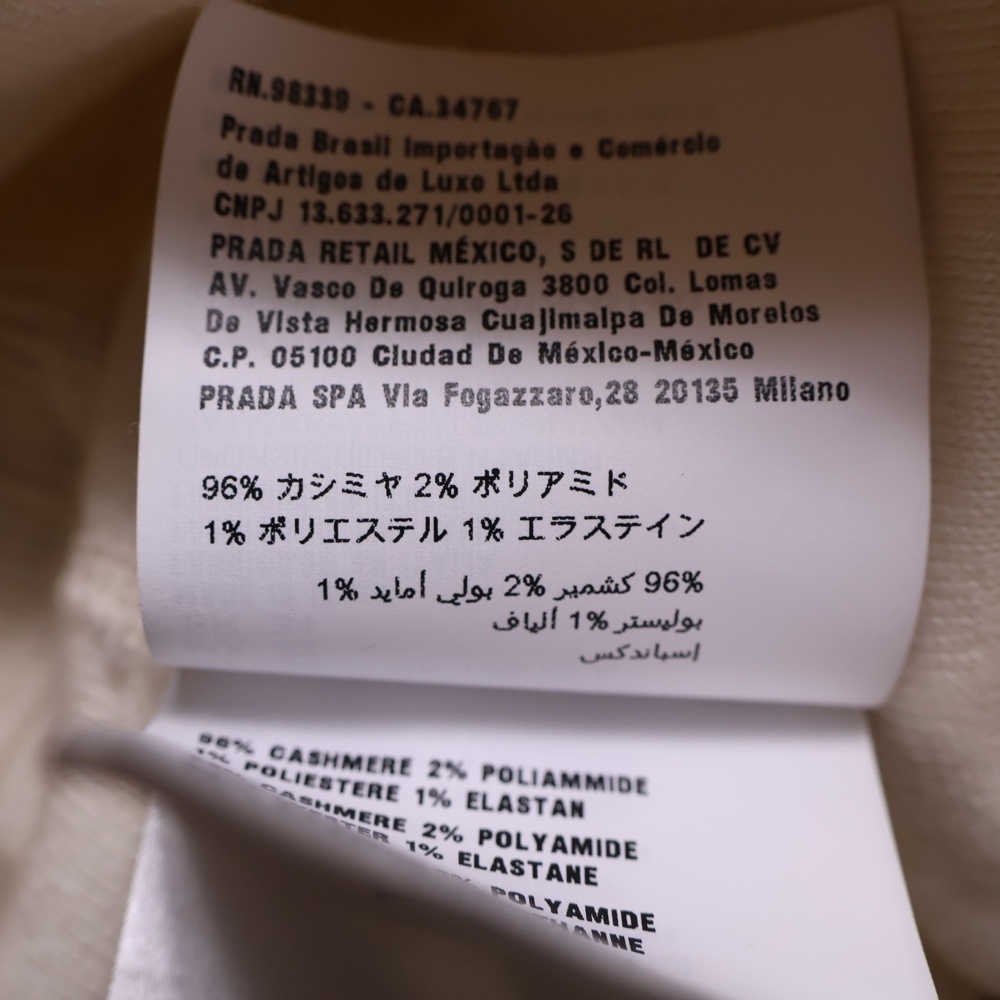 RN.98339 - CA.34767
Prada Brasil Importação e Comércio
de Artigos de Luxo Ltda
CNPJ 13.633.271/0001-26
PRADA RETAIL MÉXICO, S DE RL DE CV
AV. Vasco De Quiroga 3800 Col. Lomas
De Vista Hermosa Cuajimalpa De Morelos
C.P. 05100 Ciudad De México-México
PRADA SPA Via Fogazzaro,28 20135 Milano
96% カシミヤ 2% ポリアミド
1% ポリエステル 1% エラステイン
96% كشمير 2% بولي أمايد 1%
بوليستر 1% ألياف
اسباندكس
96% CASHMERE 2% POLIAMMIDE
1% POLIESTERE 1% ELASTAN
CASHMERE 2% POLYAMIDE
1% ELASTANE
POLYAMIDE